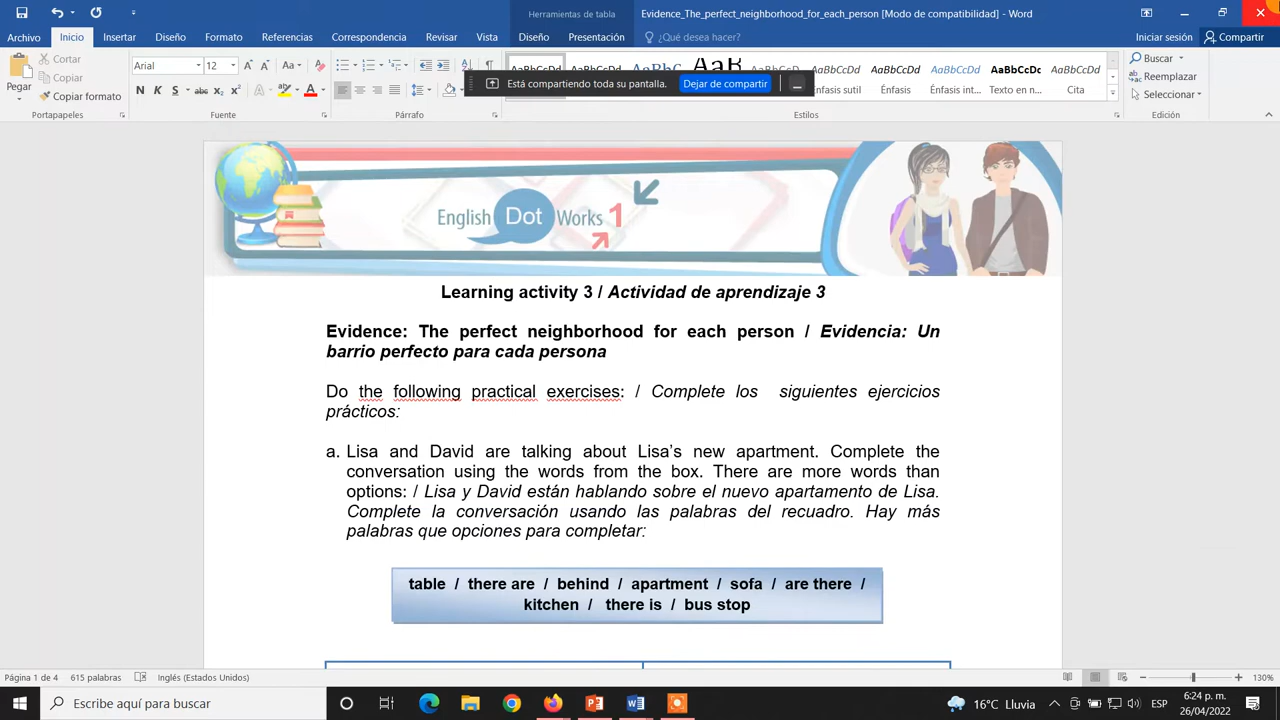 Herramientas de tabla
Evidence_The_perfect_neighborhood_for_each_person [Modo de compatibilidad] - Word
Archivo Inicio Insertar Diseño Formato Referencias Correspondencia Revisar Vista Diseño Presentación ¿Qué desea hacer? Iniciar sesión Compartir
Pegar
Cortar
Copiar
Copiar formato
Portapapeles
Arial 12
N K S abc x₂ x²
Fuente
Párrafo
AaBbCcDd AaBbCcDd AaBbCcDd AaBbCcDd AaBbCcDc AaBbCcDd
Énfasis Énfasis int... Texto en n... Cita
Estilos
Buscar
Reemplazar
Seleccionar
Edición
Está compartiendo toda su pantalla. Dejar de compartir
English Dot Works 1
Learning activity 3 / Actividad de aprendizaje 3
Evidence: The perfect neighborhood for each person / Evidencia: Un
barrio perfecto para cada persona
Do the following practical exercises: / Complete los siguientes ejercicios
prácticos:
a. Lisa and David are talking about Lisa's new apartment. Complete the
conversation using the words from the box. There are more words than
options: / Lisa y David están hablando sobre el nuevo apartamento de Lisa.
Complete la conversación usando las palabras del recuadro. Hay más
palabras que opciones para completar:
table / there are / behind / apartment / sofa / are there /
kitchen / there is / bus stop
Página 1 de 4 615 palabras Inglés (Estados Unidos) 130%
Escribe aquí para buscar
16°C Lluvia
ESP
6:24 p. m.
26/04/2022